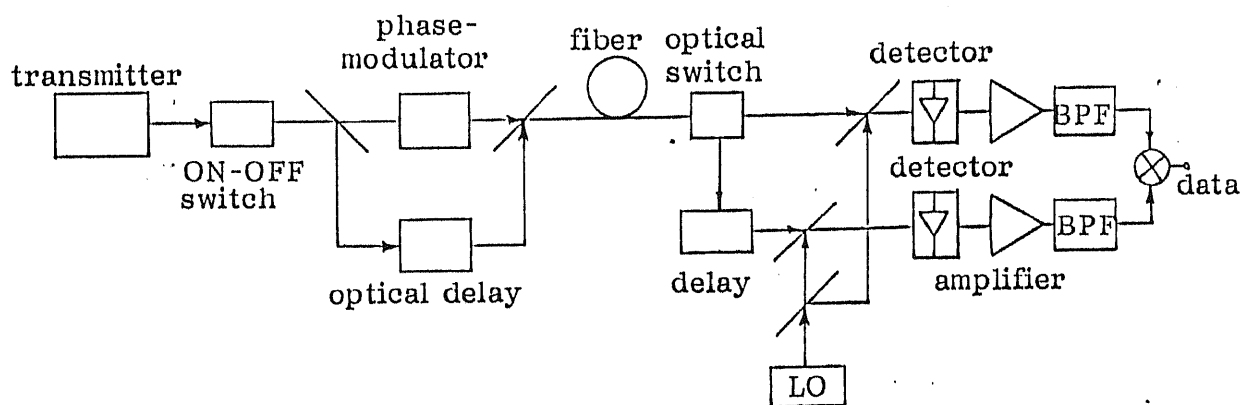 phase-
modulator
fiber
optical
switch
detector
transmitter
BPF
ON-OFF
switch
detector
data
BPF
optical delay
delay
amplifier
LO